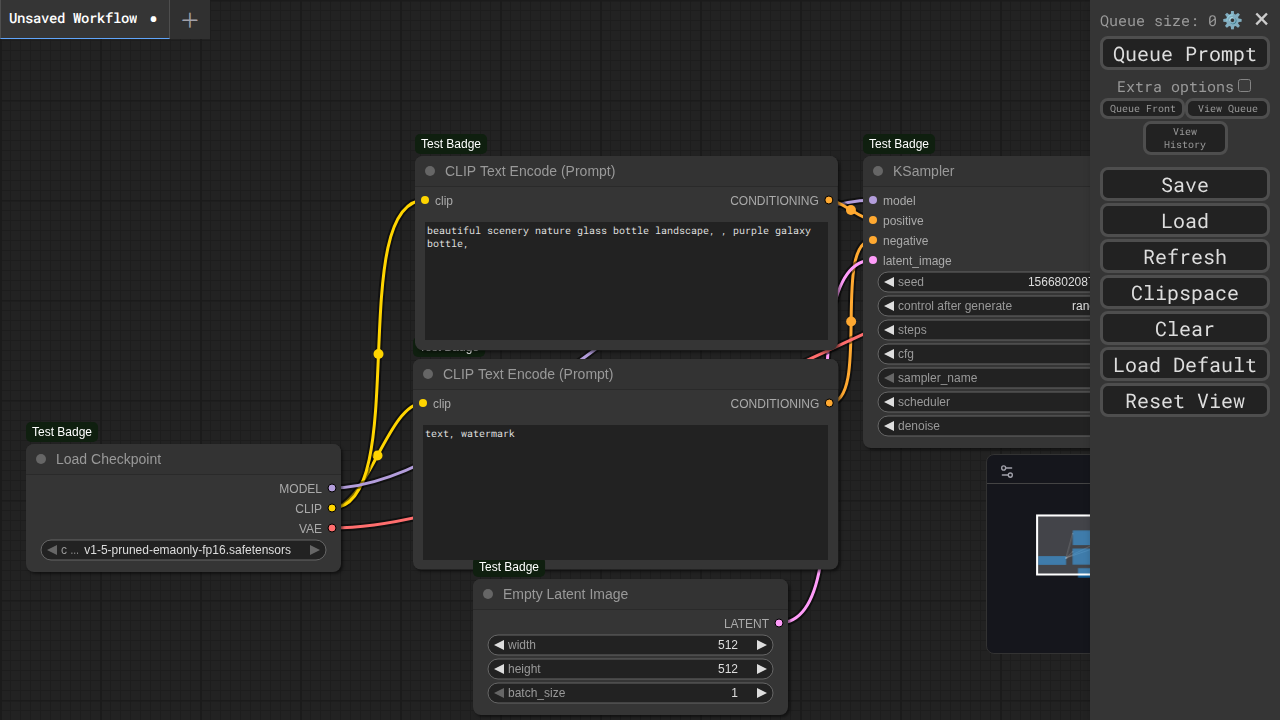 Unsaved Workflow
Queue size: 0
Queue Prompt
Extra options
Queue Front
View Queue
View
History
Save
Load
Refresh
Clipspace
Clear
Load Default
Reset View
Test Badge
CLIP Text Encode (Prompt)
clip
CONDITIONING
beautiful scenery nature glass bottle landscape, , purple galaxy
bottle,
Test Badge
KSampler
model
positive
negative
latent_image
seed
1566802087
control after generate
ran
steps
cfg
sampler_name
scheduler
denoise
CLIP Text Encode (Prompt)
clip
CONDITIONING
text, watermark
Test Badge
Load Checkpoint
MODEL
CLIP
VAE
c ... v1-5-pruned-emaonly-fp16.safetensors
Test Badge
Empty Latent Image
LATENT
width 512
height 512
batch_size 1